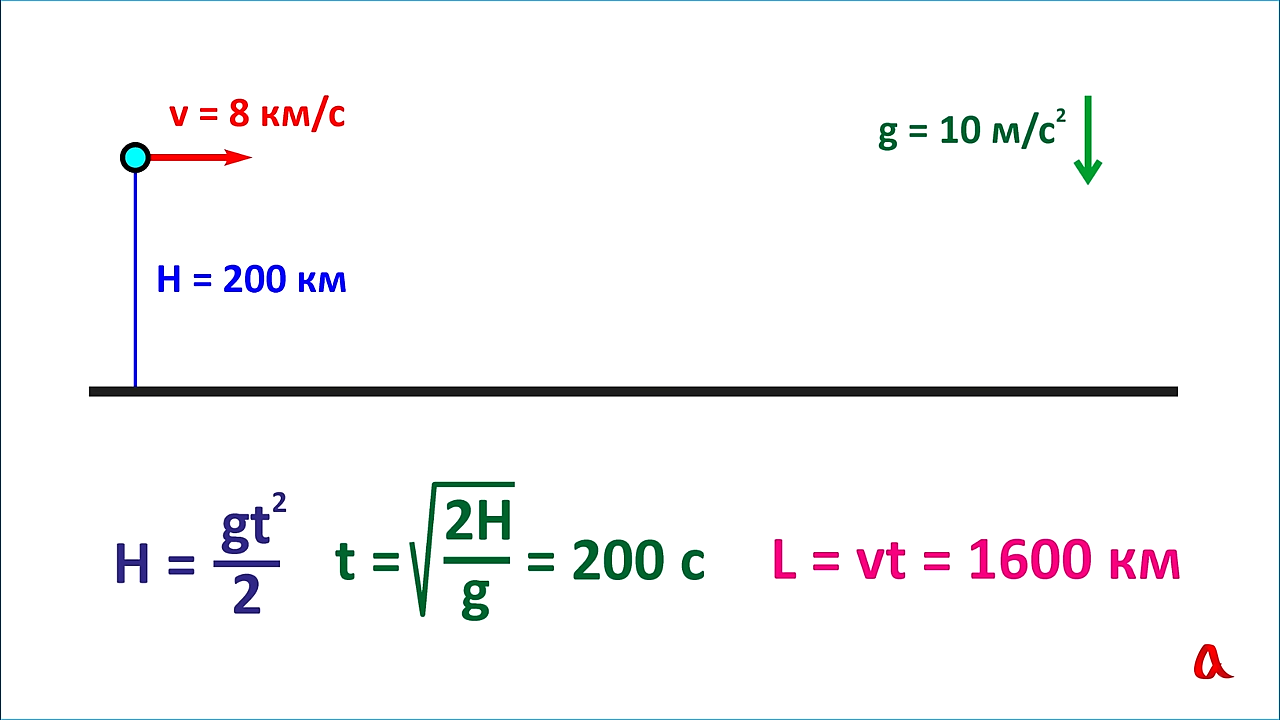 v = 8 км/с
g = 10 м/с²
H = 200 км
H = gt²/2
t = √(2H/g) = 200 с
L = vt = 1600 км
a